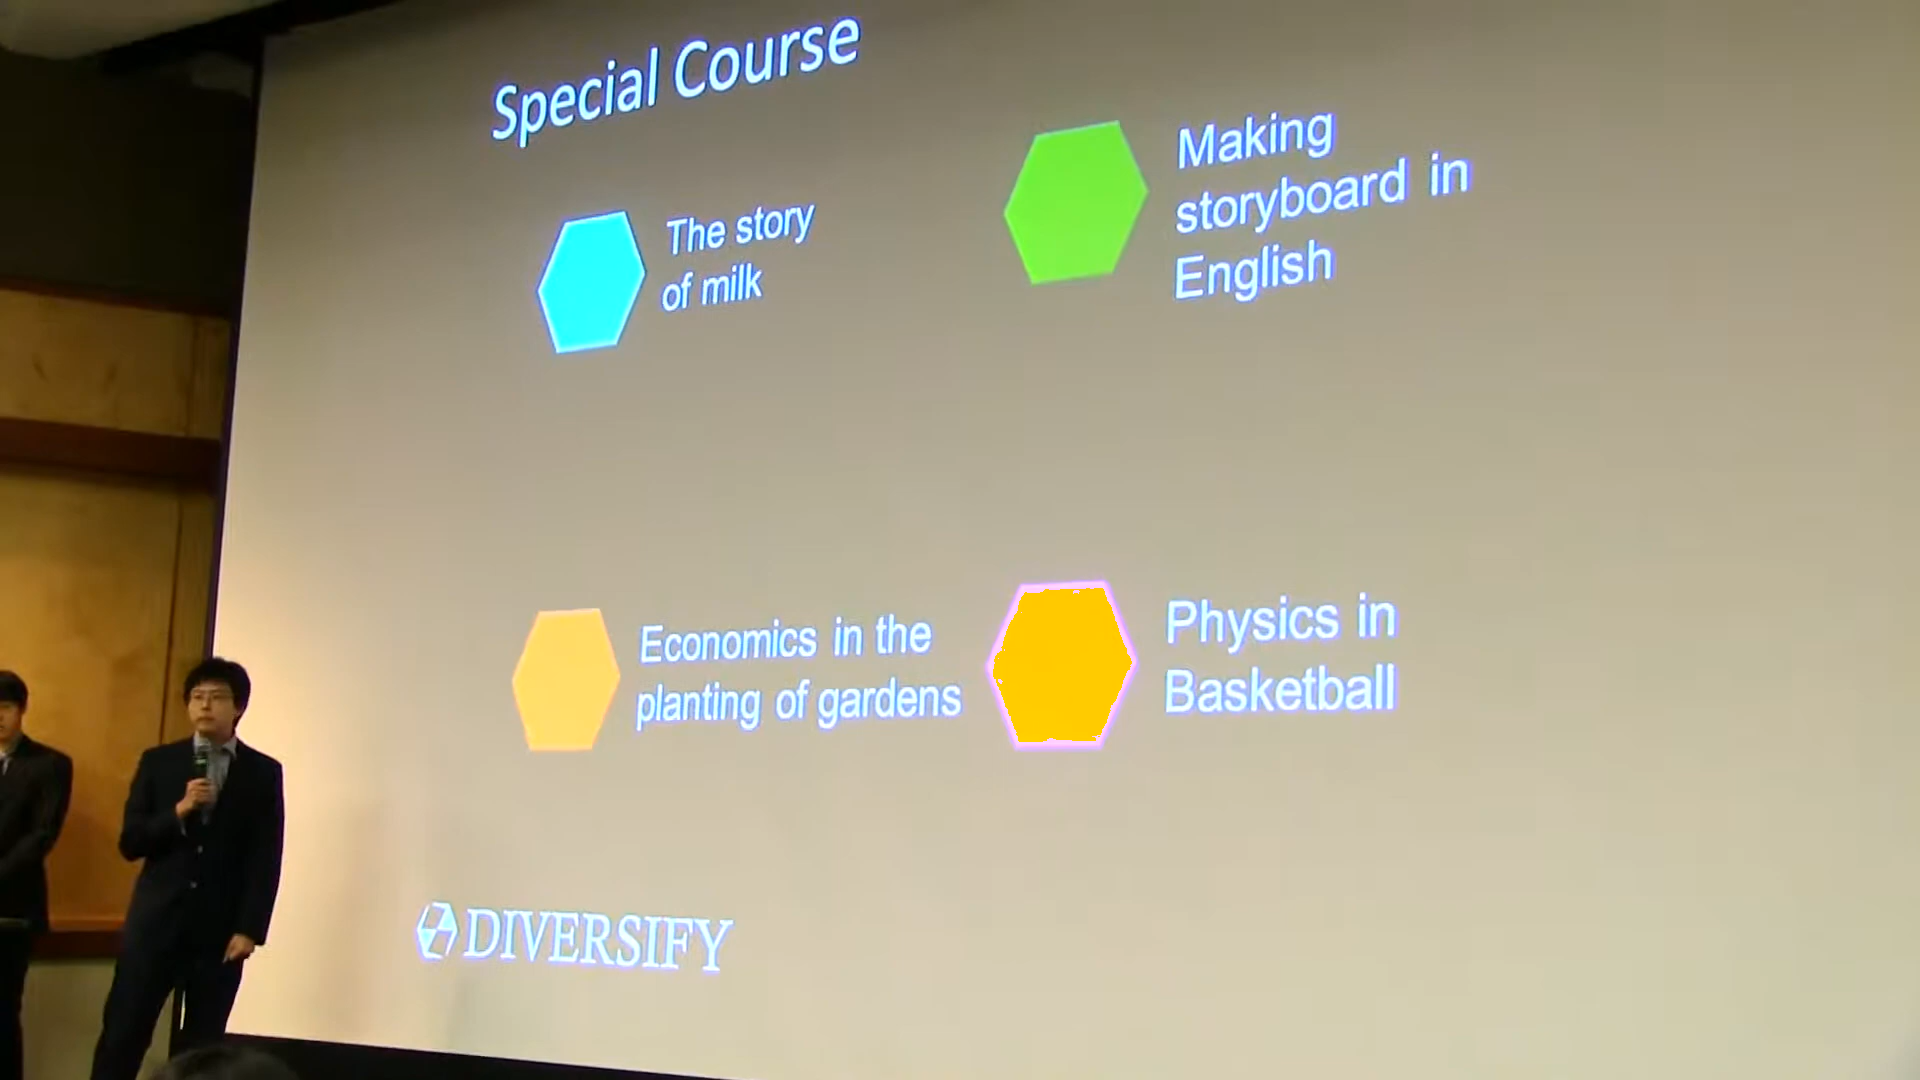 Special Course
The story
of milk
Making
storyboard in
English
Economics in the
planting of gardens
Physics in
Basketball
DIVERSIFY